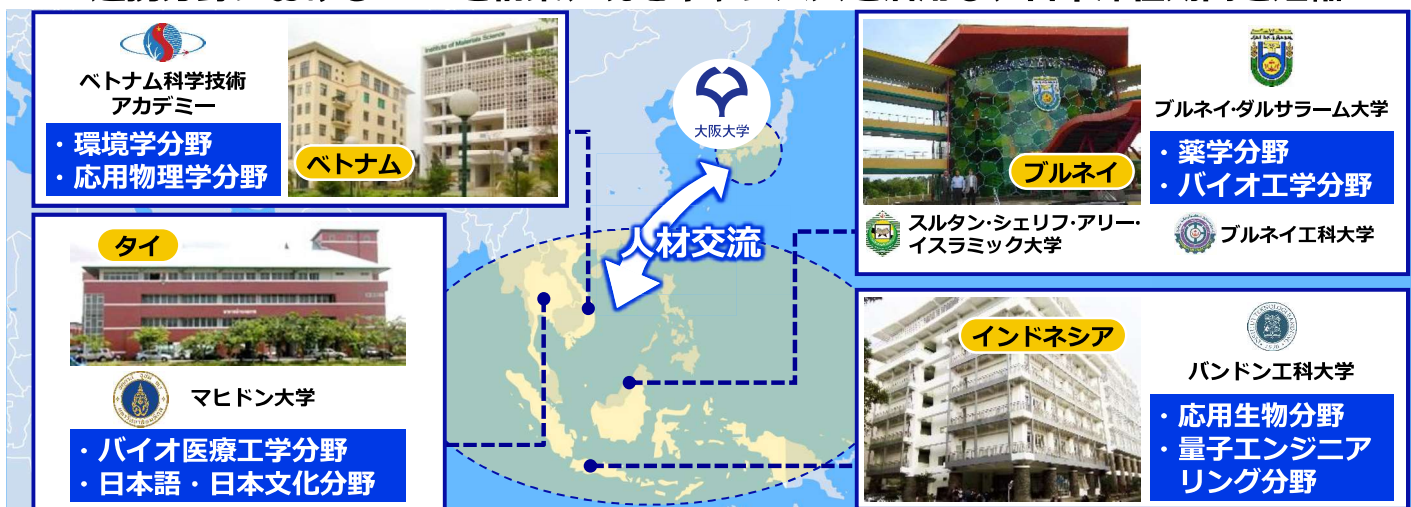 ベトナム科学技術
アカデミー
・環境学分野
・応用物理学分野
Institute of Materials Science
ベトナム
大阪大学
人材交流
ブルネイ・ダルサラーム大学
・薬学分野
・バイオ工学分野
ブルネイ
スルタン・シェリフ・アリー・
イスラミック大学
ブルネイ工科大学
タイ
マヒドン大学
・バイオ医療工学分野
・日本語・日本文化分野
インドネシア
バンドン工科大学
・応用生物分野
・量子エンジニア
リング分野